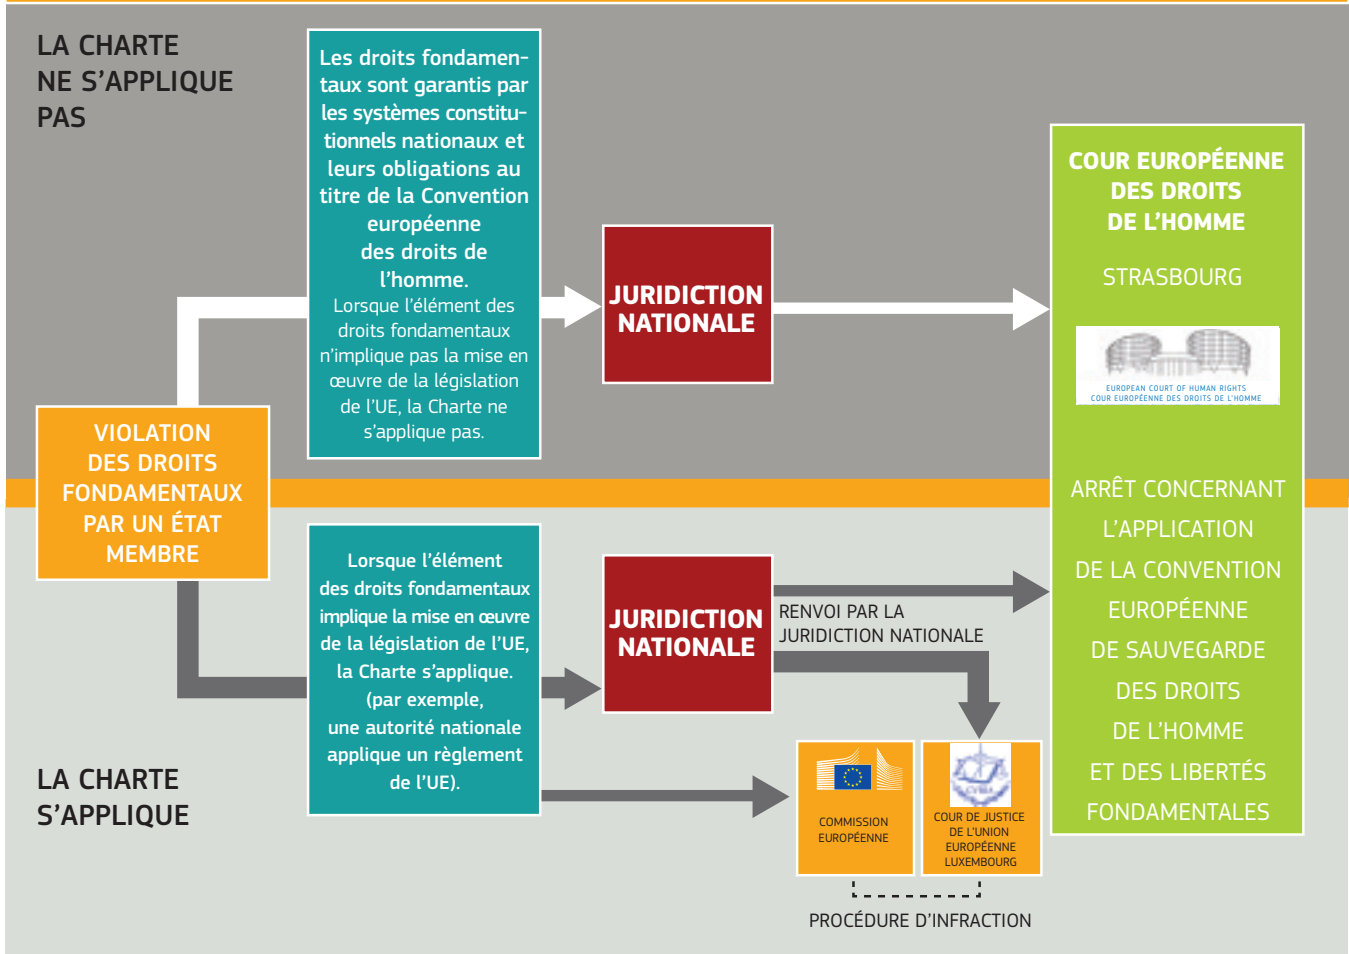 LA CHARTE
NE S'APPLIQUE
PAS
Les droits fondamen-
taux sont garantis par
les systèmes constitu-
tionnels nationaux et
leurs obligations au
titre de la Convention
européenne
des droits de
l'homme.
Lorsque l'élément des
droits fondamentaux
n'implique pas la mise en
œuvre de la législation
de l'UE, la Charte ne
s'applique pas.
JURIDICTION
NATIONALE
COUR EUROPÉENNE
DES DROITS
DE L'HOMME
STRASBOURG
EUROPEAN COURT OF HUMAN RIGHTS
COUR EUROPÉENNE DES DROITS DE L'HOMME
ARRÊT CONCERNANT
L'APPLICATION
DE LA CONVENTION
EUROPÉENNE
DE SAUVEGARDE
DES DROITS
DE L'HOMME
ET DES LIBERTÉS
FONDAMENTALES
VIOLATION
DES DROITS
FONDAMENTAUX
PAR UN ÉTAT
MEMBRE
Lorsque l'élément
des droits fondamentaux
implique la mise en œuvre
de la législation de l'UE,
la Charte s'applique.
(par exemple,
une autorité nationale
applique un règlement
de l'UE).
JURIDICTION
NATIONALE
RENVOI PAR LA
JURIDICTION NATIONALE
LA CHARTE
S'APPLIQUE
COMMISSION
EUROPÉENNE
COUR DE JUSTICE
DE L'UNION
EUROPÉENNE
LUXEMBOURG
PROCÉDURE D'INFRACTION